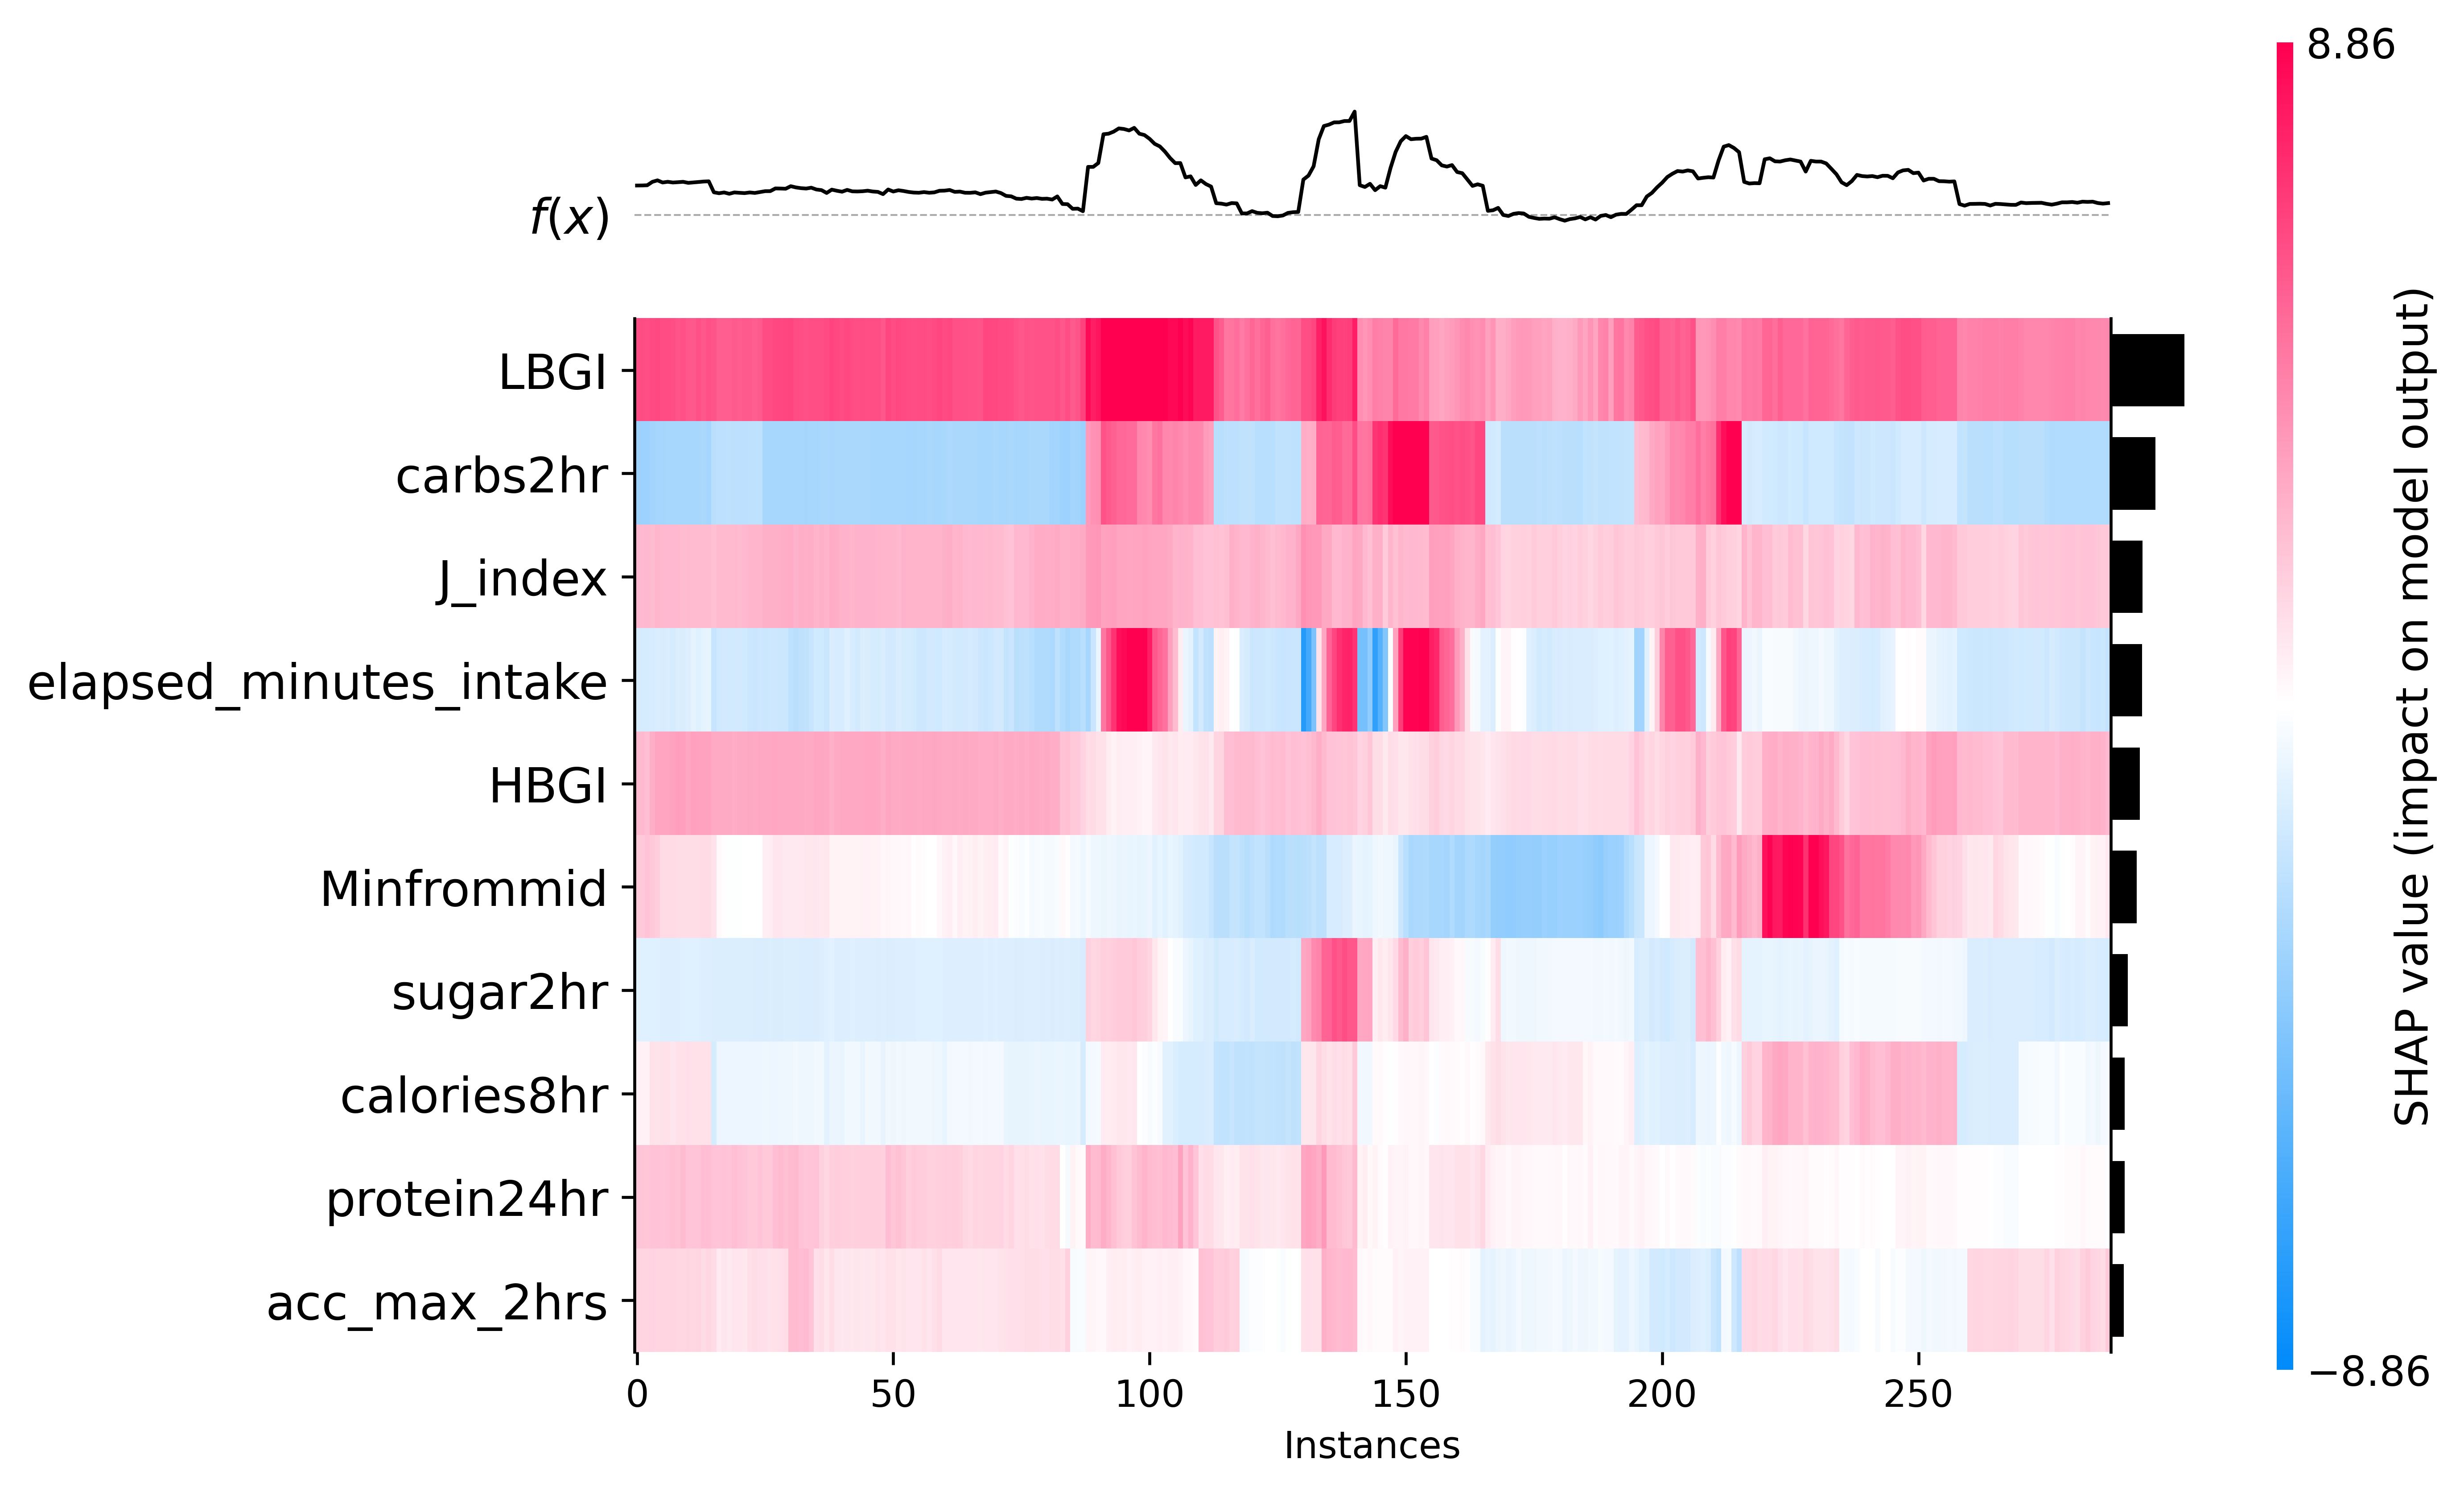 8.86
f(x)
LBGI
carbs2hr
J_index
elapsed_minutes_intake
HBGI
Minfrommid
sugar2hr
calories8hr
protein24hr
acc_max_2hrs
0 50 100 150 200 250
Instances
−8.86
SHAP value (impact on model output)